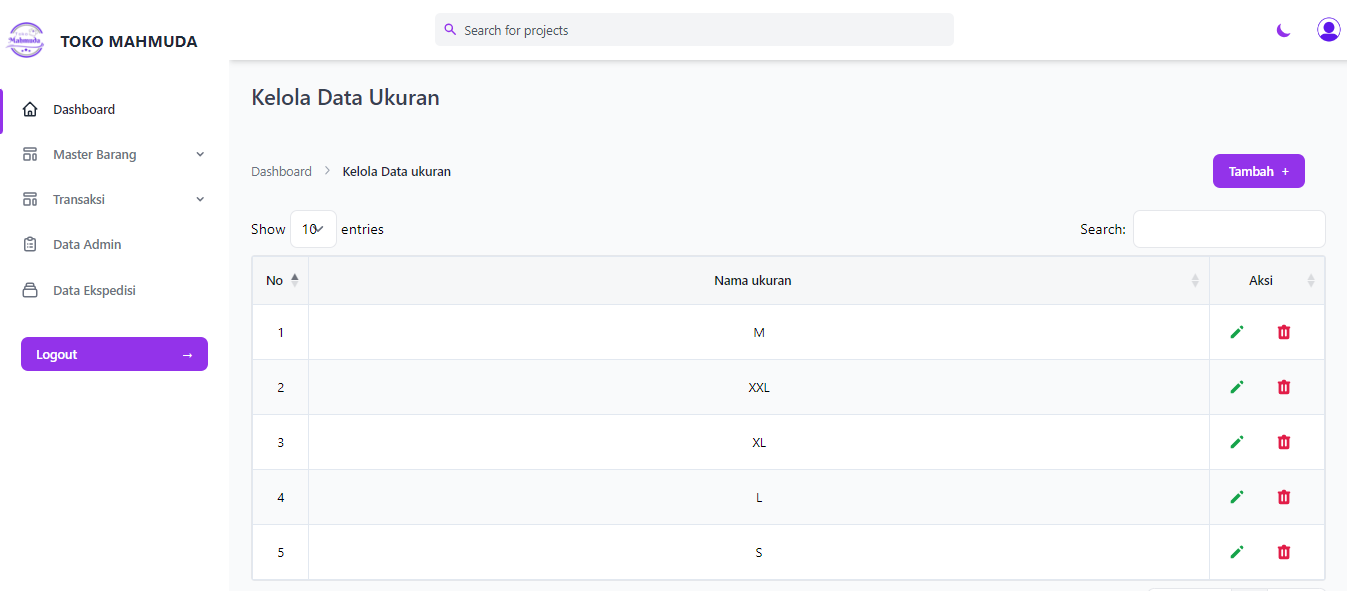 TOKO MAHMUDA
Search for projects
Dashboard
Master Barang
Transaksi
Data Admin
Data Ekspedisi
Logout →
Kelola Data Ukuran
Dashboard > Kelola Data ukuran
Tambah +
Show 10 entries
Search:
No Nama ukuran Aksi
1 M
2 XXL
3 XL
4 L
5 S